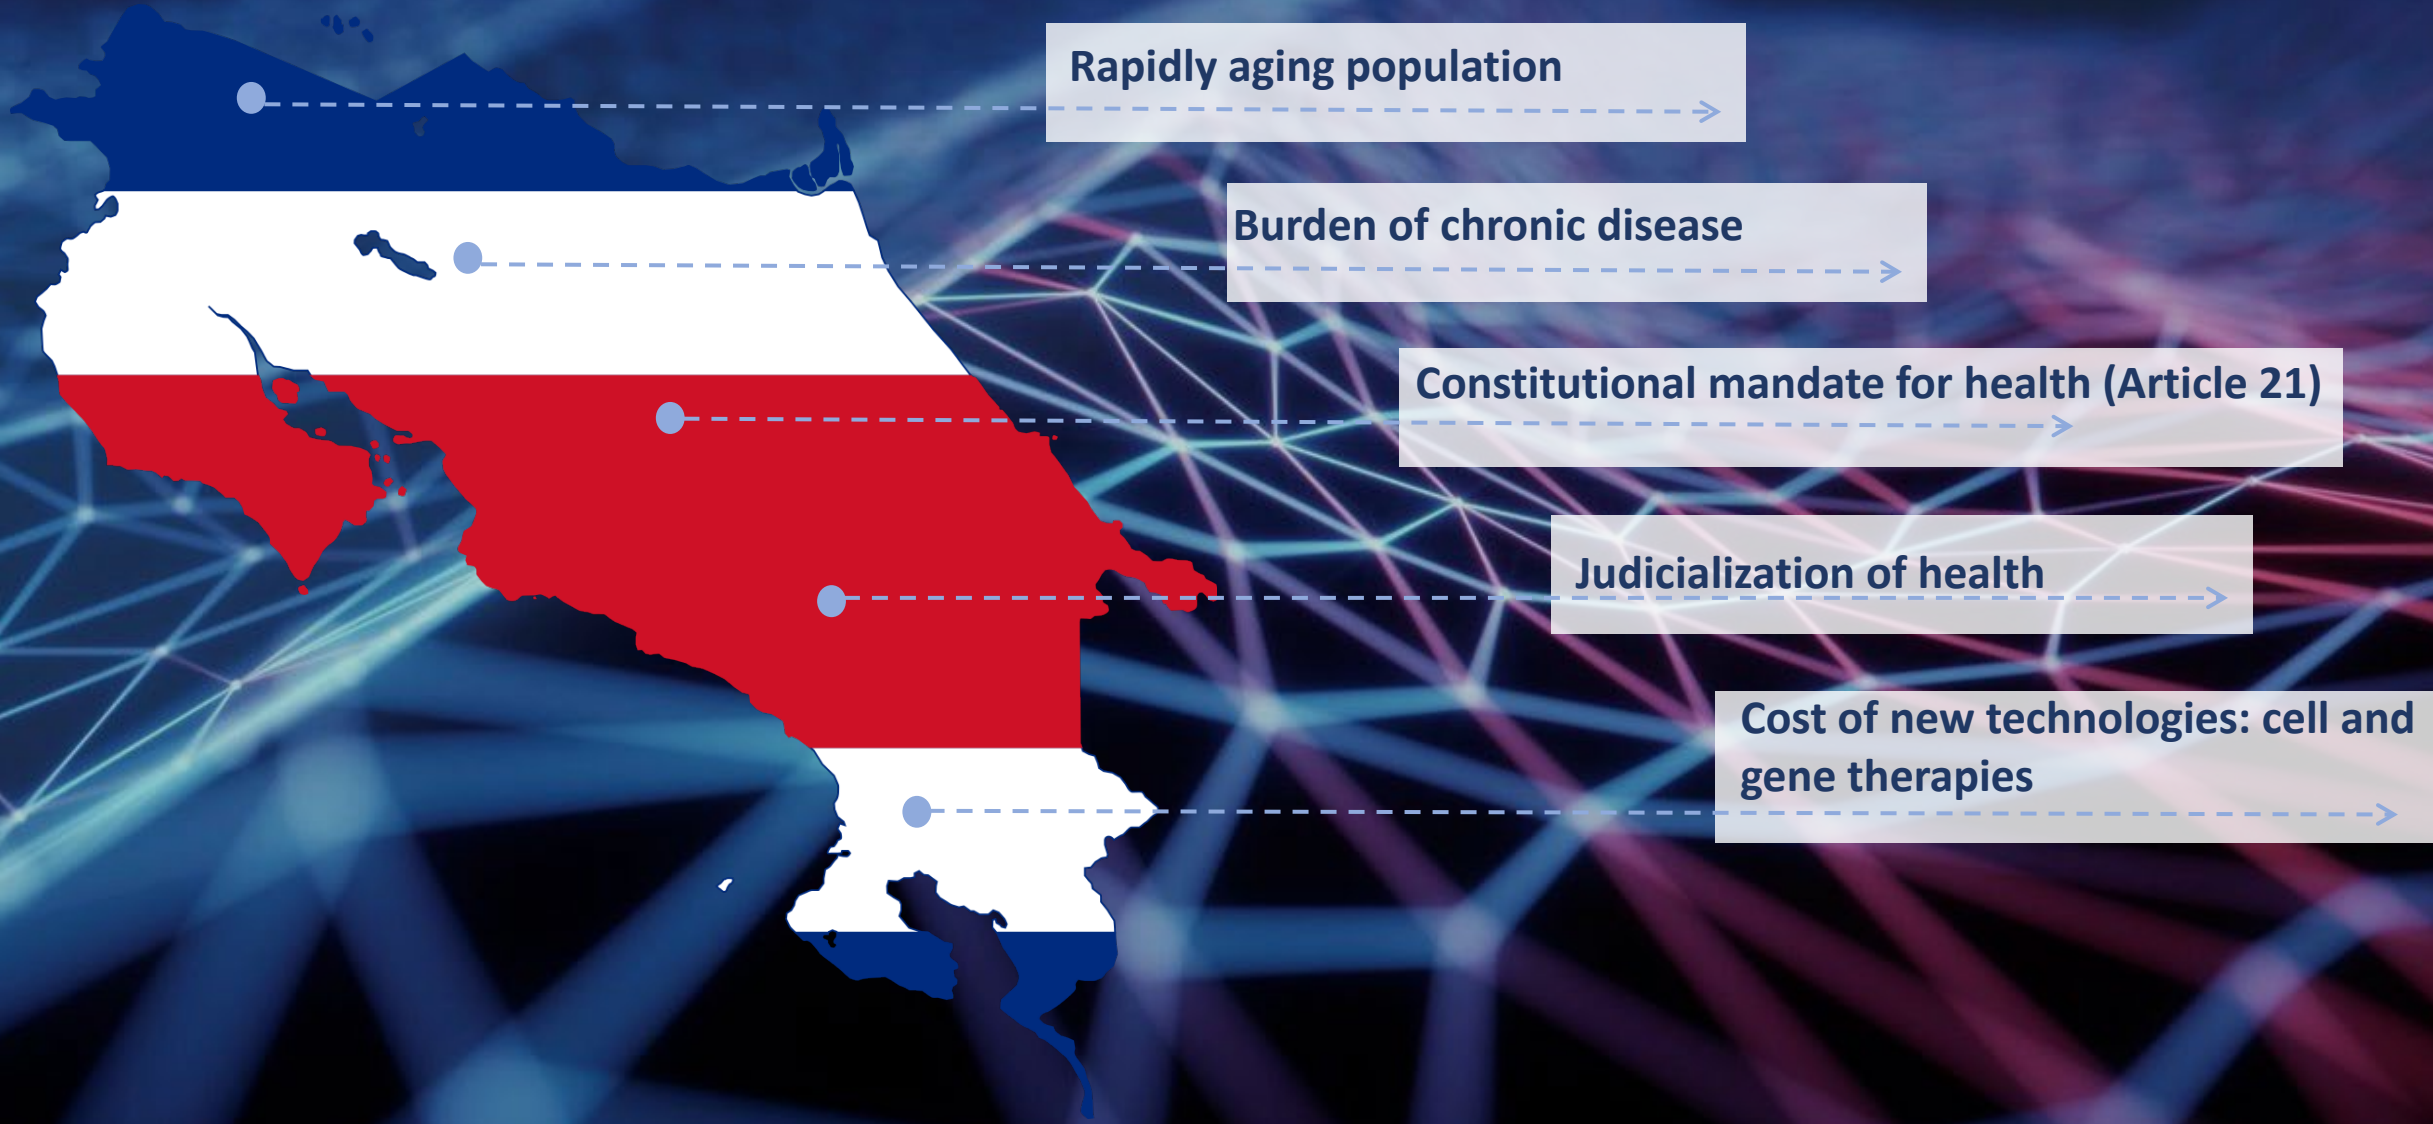 Rapidly aging population
Burden of chronic disease
Constitutional mandate for health (Article 21)
Judicialization of health
Cost of new technologies: cell and
gene therapies